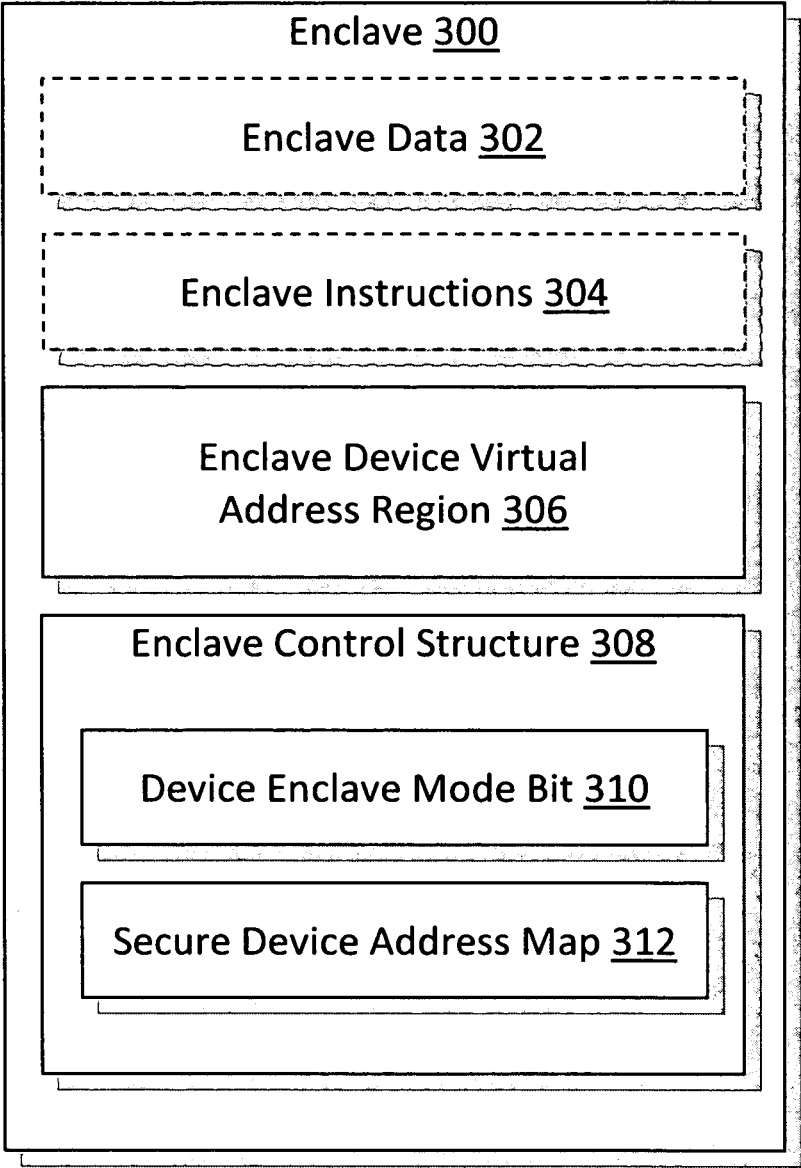 Enclave 300
Enclave Data 302
Enclave Instructions 304
Enclave Device Virtual
Address Region 306
Enclave Control Structure 308
Device Enclave Mode Bit 310
Secure Device Address Map 312